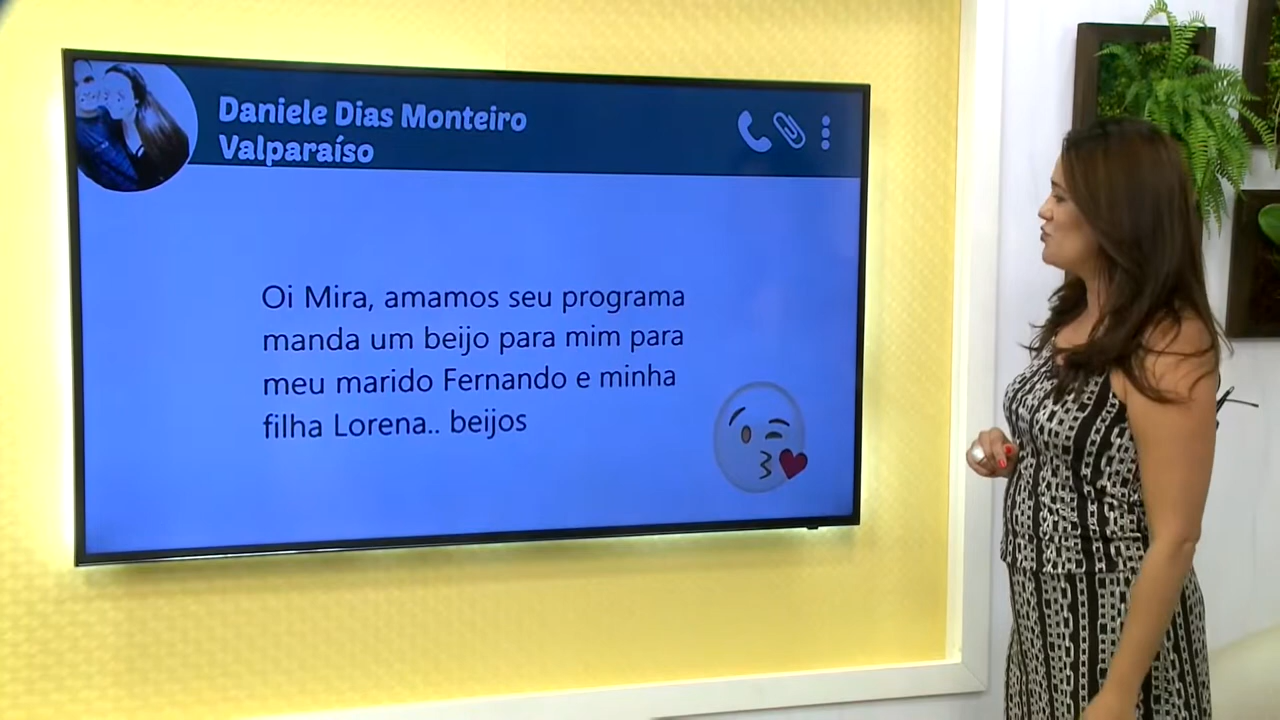 Daniele Dias Monteiro
Valparaíso
Oi Mira, amamos seu programa
manda um beijo para mim para
meu marido Fernando e minha
filha Lorena.. beijos